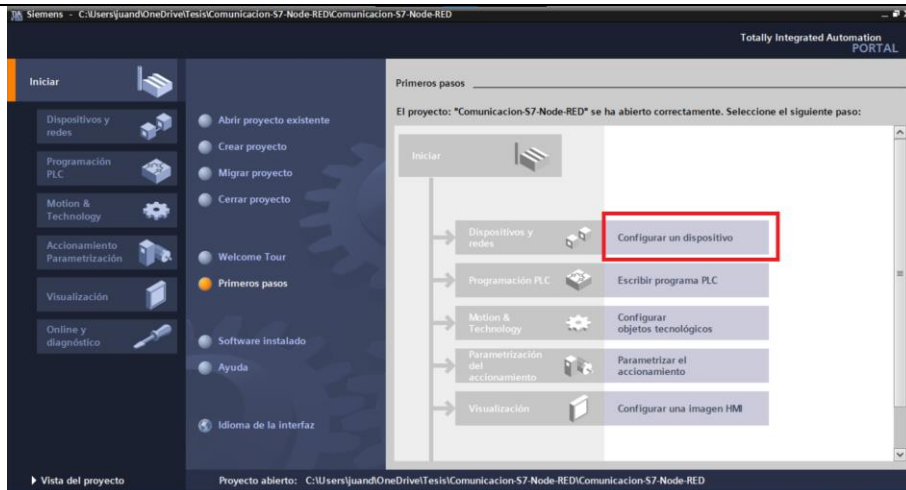 Siemens - C:\Users\juand\OneDrive\Tesis\Comunicacion-S7-Node-RED\Comunicacion-S7-Node-RED
Totally Integrated Automation
PORTAL
Iniciar
Dispositivos y
redes
Programación
PLC
Motion &
Technology
Accionamiento
Parametrización
Visualización
Online y
diagnóstico
Abrir proyecto existente
Crear proyecto
Migrar proyecto
Cerrar proyecto
Welcome Tour
Primeros pasos
Software instalado
Ayuda
Idioma de la interfaz
Primeros pasos
El proyecto: "Comunicacion-S7-Node-RED" se ha abierto correctamente. Seleccione el siguiente paso:
Iniciar
Dispositivos y
redes
Configurar un dispositivo
Programación PLC
Escribir programa PLC
Motion &
Technology
Configurar
objetos tecnológicos
Parametrización
del
accionamiento
Parametrizar el
accionamiento
Visualización
Configurar una imagen HMI
Vista del proyecto
Proyecto abierto: C:\Users\juand\OneDrive\Tesis\Comunicacion-S7-Node-RED\Comunicacion-S7-Node-RED